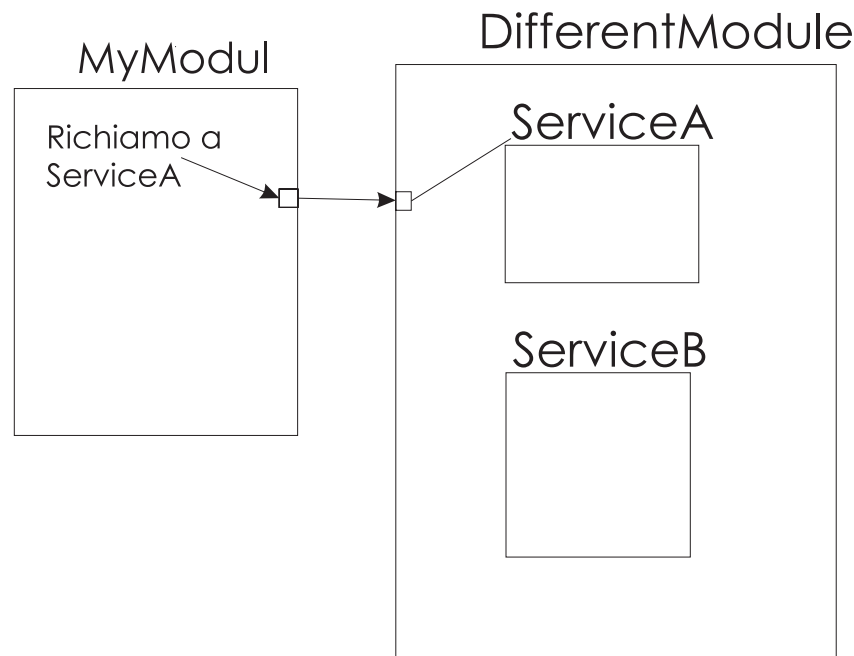 MyModul
DifferentModule
Richiamo a
ServiceA
ServiceA
ServiceB